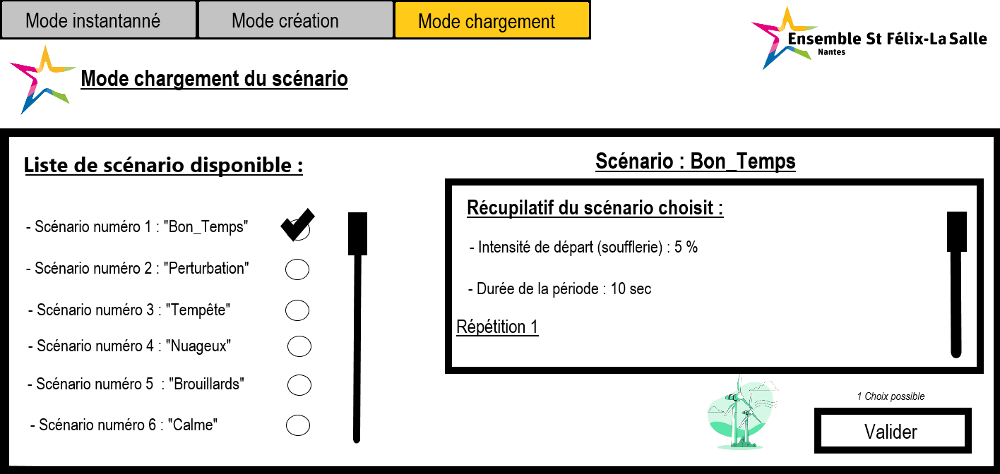 Mode instantanné
Mode création
Mode chargement
Ensemble St Félix-La Salle
Nantes
Mode chargement du scénario
Liste de scénario disponible :
- Scénario numéro 1 : "Bon_Temps"
- Scénario numéro 2 : "Perturbation"
- Scénario numéro 3 : "Tempête"
- Scénario numéro 4 : "Nuageux"
- Scénario numéro 5  : "Brouillards"
- Scénario numéro 6 : "Calme"
Scénario : Bon_Temps
Récupilatif du scénario choisit :
- Intensité de départ (soufflerie) : 5 %
- Durée de la période : 10 sec
Répétition 1
1 Choix possible
Valider